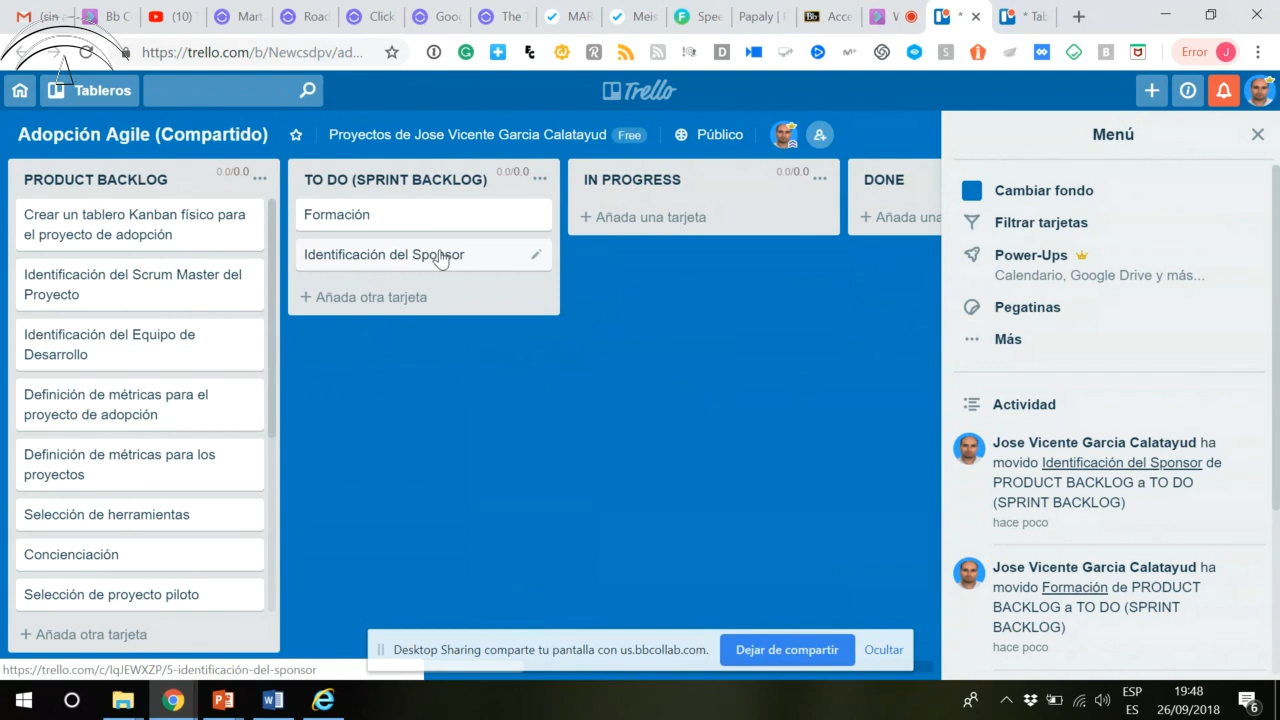 (sin
Bb C
(10)
Mart
Road
Click
Goog
The T
MAR
Meis
Spee
Papaly |
Bb
Acce
V
*
* Tab
https://trello.com/b/Newcsdpv/ad...
Error
J
Tableros
Trello
Adopción Agile (Compartido)
Proyectos de Jose Vicente Garcia Calatayud
Free
Público
PRODUCT BACKLOG
0.0/0.0
Crear un tablero Kanban físico para
el proyecto de adopción
Identificación del Scrum Master del
Proyecto
Identificación del Equipo de
Desarrollo
Definición de métricas para el
proyecto de adopción
Definición de métricas para los
proyectos
Selección de herramientas
Concienciación
Selección de proyecto piloto
+ Añada otra tarjeta
TO DO (SPRINT BACKLOG)
0.0/0.0
Formación
Identificación del Sponsor
+ Añada otra tarjeta
IN PROGRESS
0.0/0.0
+ Añada una tarjeta
DONE
+ Añada una
Menú
Cambiar fondo
Filtrar tarjetas
Power-Ups
Calendario, Google Drive y más...
Pegatinas
Más
Actividad
Jose Vicente Garcia Calatayud ha
movido Identificación del Sponsor de
PRODUCT BACKLOG a TO DO
(SPRINT BACKLOG)
hace poco
Jose Vicente Garcia Calatayud ha
movido Formación de PRODUCT
BACKLOG a TO DO (SPRINT
BACKLOG)
hace poco
Desktop Sharing comparte tu pantalla con us.bbcollab.com.
Dejar de compartir
Ocultar
https://trello.com/c/IqJEWXZP/5-identificación-del-sponsor
ESP
ES
19:48
26/09/2018
6